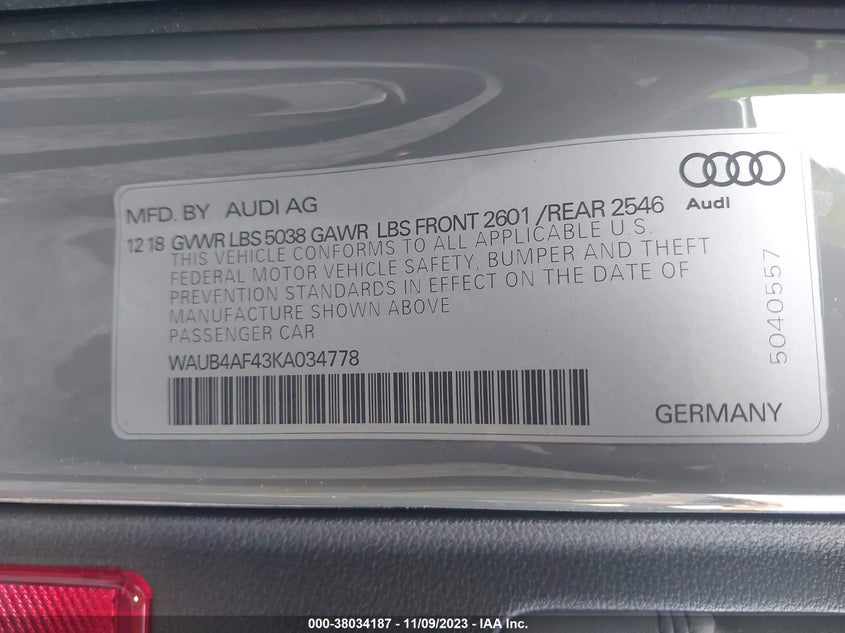 MFD. BY AUDI AG
Audi
12 18 GVWR LBS 5038 GAWR LBS FRONT 2601 /REAR 2546
THIS VEHICLE CONFORMS TO ALL APPLICABLE U.S.
FEDERAL MOTOR VEHICLE SAFETY, BUMPER AND THEFT
PREVENTION STANDARDS IN EFFECT ON THE DATE OF
MANUFACTURE SHOWN ABOVE
PASSENGER CAR
WAUB4AF43KA034778
GERMANY
5040557
000-38034187 - 11/09/2023 - IAA Inc.